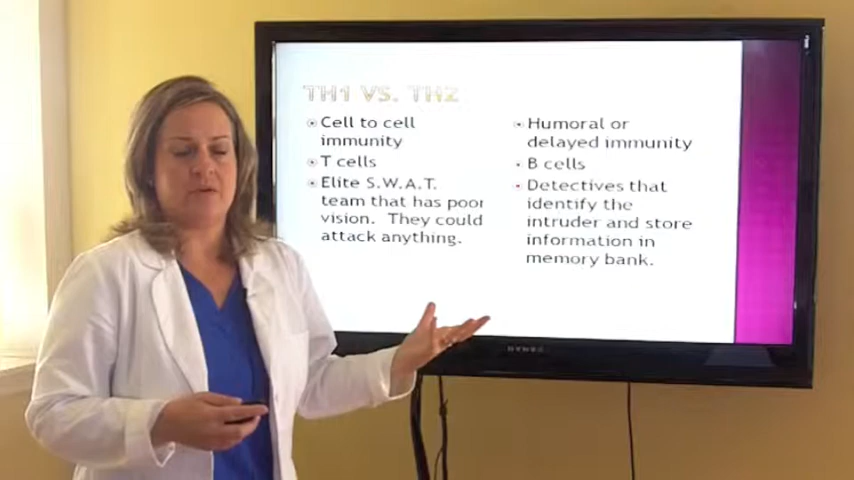 TH1 VS. TH2
Cell to cell
immunity
T cells
Elite S.W.A.T.
team that has poor
vision. They could
attack anything.
Humoral or
delayed immunity
B cells
Detectives that
identify the
intruder and store
information in
memory bank.
DYNEX